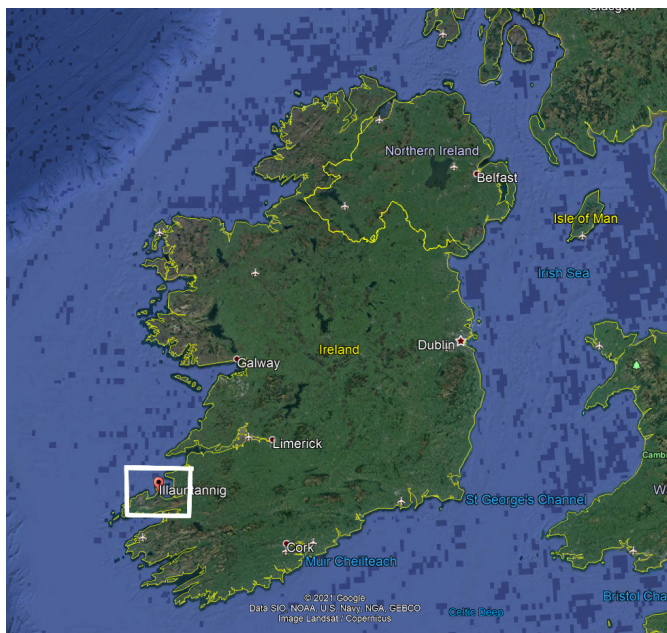 Glasgow
Northern Ireland
Belfast
Isle of Man
Irish Sea
Dublin
Ireland
Galway
Limerick
Illauntannig
St George's Channel
Cork
Muir Cheilteach
Camb
W
Bristol Cha
Celtic Deep
© 2021 Google
Data SIO, NOAA, U.S. Navy, NGA, GEBCO
Image Landsat / Copernicus